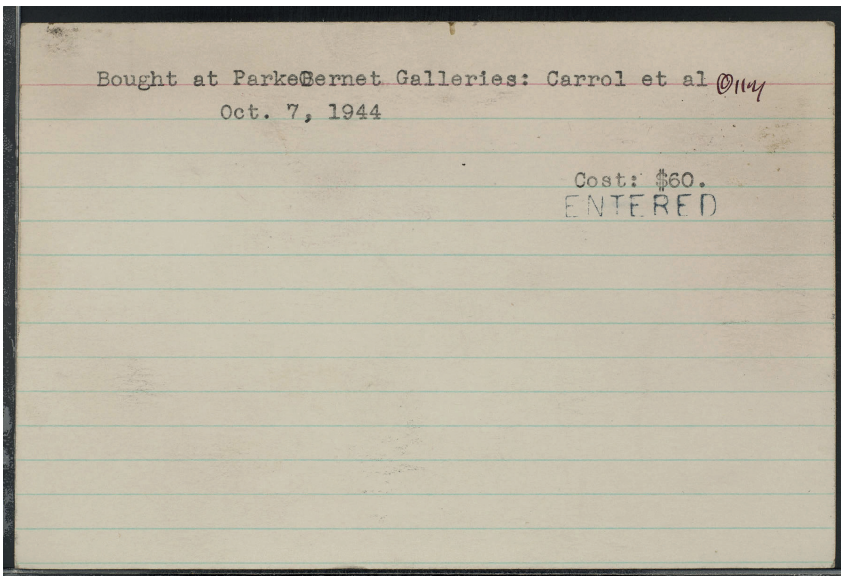 Bought at ParkeBernet Galleries: Carrol et al
Oct. 7, 1944
Cost: $60.
ENTERED